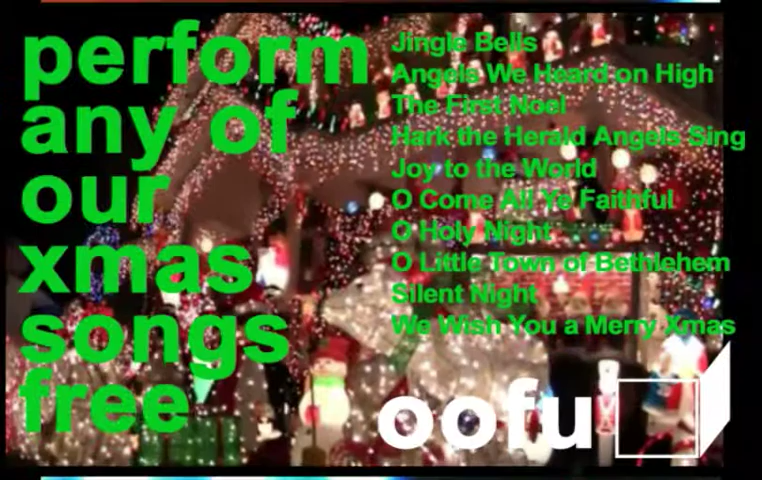 perform
any of
our
xmas
songs
free
Jingle Bells
Angels We Heard on High
The First Noel
Hark the Herald Angels Sing
Joy to the World
O Come All Ye Faithful
O Holy Night
O Little Town of Bethlehem
Silent Night
We Wish You a Merry Xmas
oofu